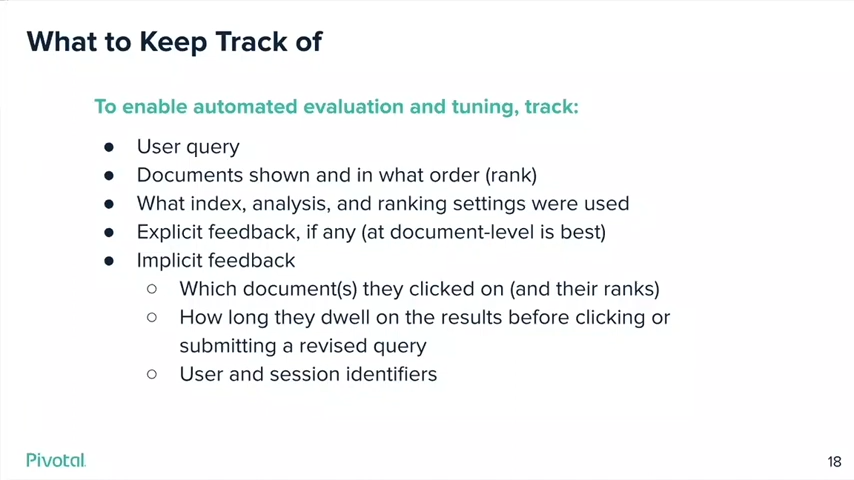 What to Keep Track of
To enable automated evaluation and tuning, track:
● User query
● Documents shown and in what order (rank)
● What index, analysis, and ranking settings were used
● Explicit feedback, if any (at document-level is best)
● Implicit feedback
○ Which document(s) they clicked on (and their ranks)
○ How long they dwell on the results before clicking or
submitting a revised query
○ User and session identifiers
Pivotal
18